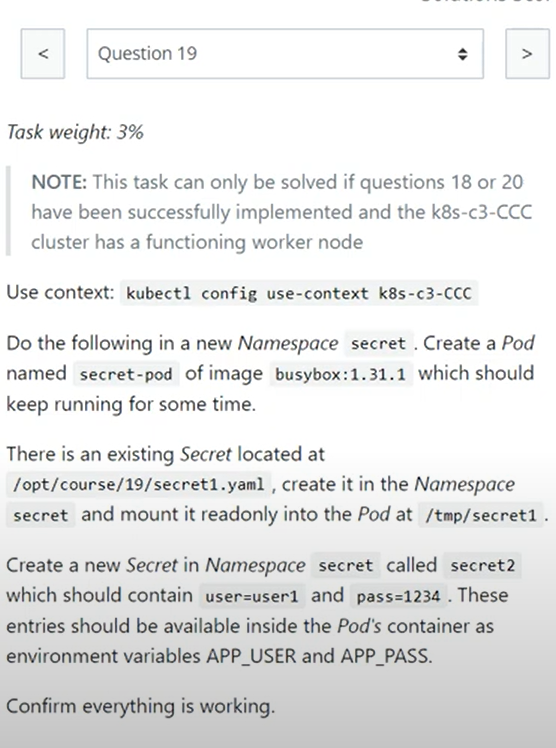 <
Question 19
>
Task weight: 3%
NOTE: This task can only be solved if questions 18 or 20
have been successfully implemented and the k8s-c3-CCC
cluster has a functioning worker node
Use context: kubectl config use-context k8s-c3-CCC
Do the following in a new Namespace secret . Create a Pod
named secret-pod of image busybox:1.31.1 which should
keep running for some time.
There is an existing Secret located at
/opt/course/19/secret1.yaml , create it in the Namespace
secret and mount it readonly into the Pod at /tmp/secret1 .
Create a new Secret in Namespace secret called secret2
which should contain user=user1 and pass=1234 . These
entries should be available inside the Pod's container as
environment variables APP_USER and APP_PASS.
Confirm everything is working.